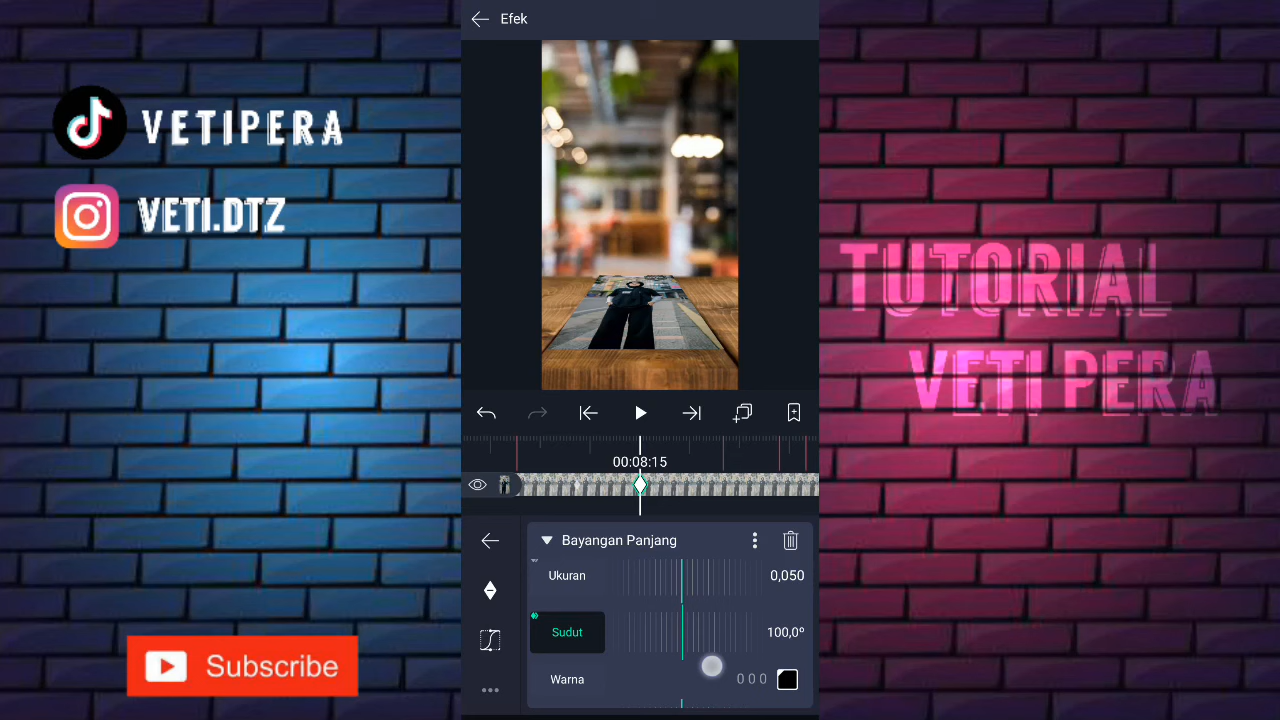 Efek
VETIPERA
VETI.DTZ
TUTORIAL
VETI PERA
00:08:15
Bayangan Panjang
Ukuran
0,050
Sudut
100,0º
Warna
0 0 0
Subscribe